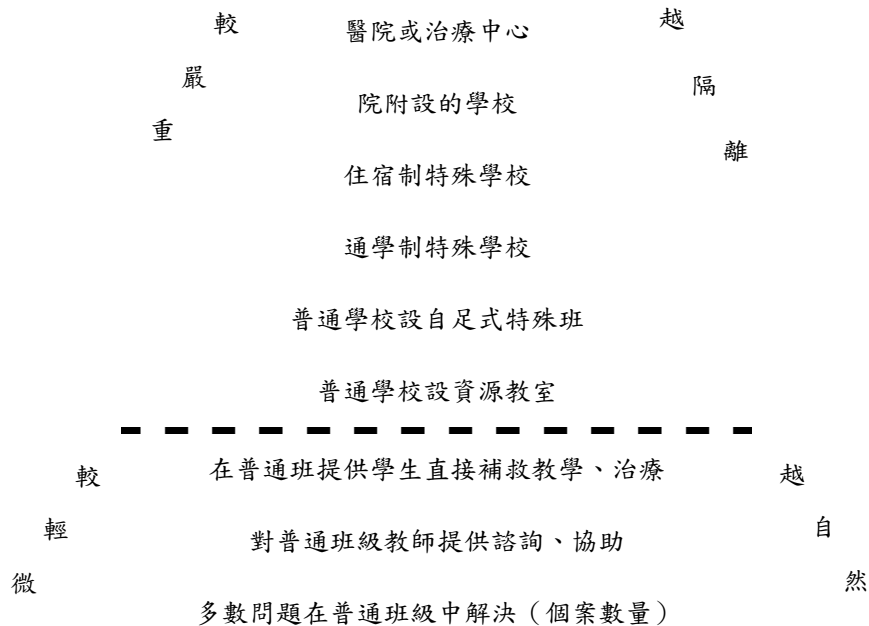 較嚴重
醫院或治療中心
越隔離
院附設的學校
住宿制特殊學校
通學制特殊學校
普通學校設自足式特殊班
普通學校設資源教室
較輕微
在普通班提供學生直接補救教學、治療
越自然
對普通班級教師提供諮詢、協助
多數問題在普通班級中解決（個案數量）